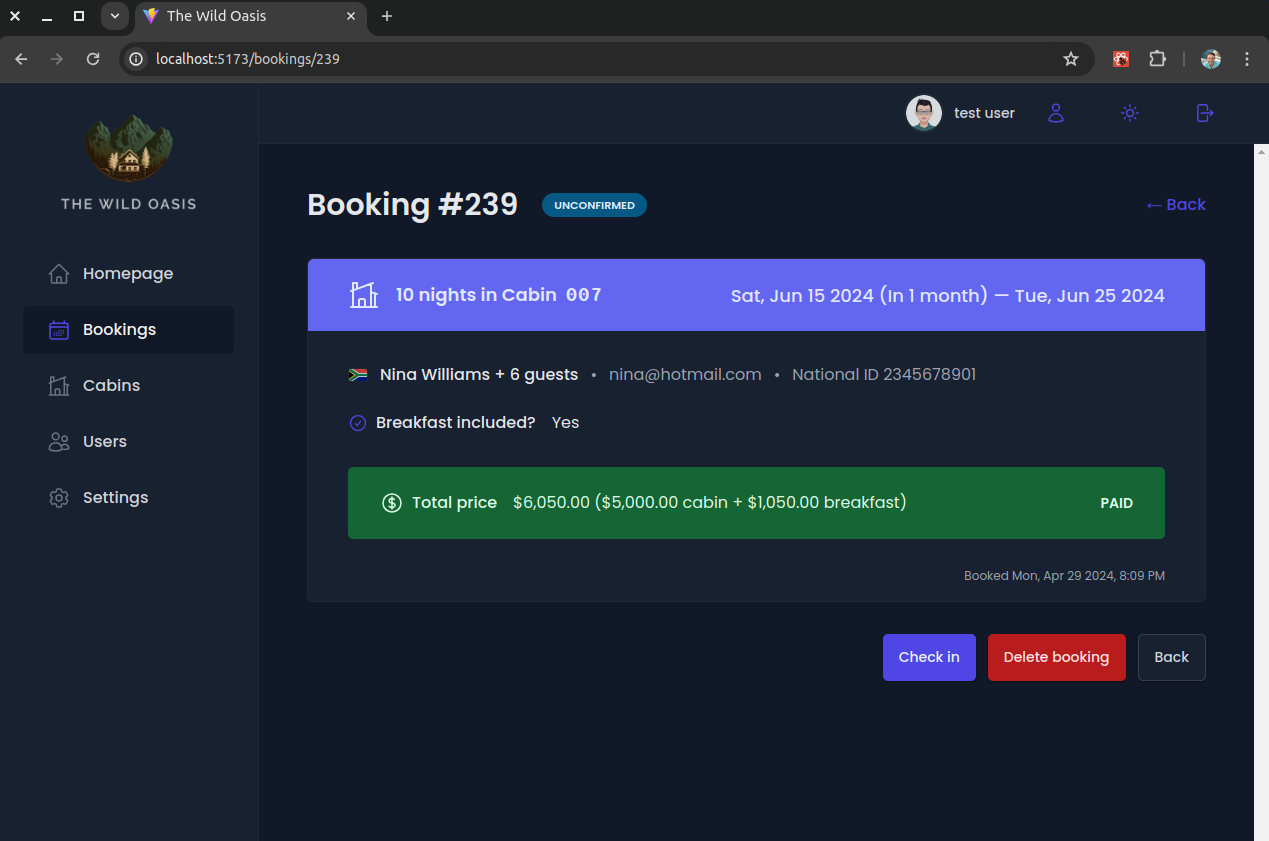 The Wild Oasis
localhost:5173/bookings/239
test user
THE WILD OASIS
Homepage
Bookings
Cabins
Users
Settings
Booking #239
UNCONFIRMED
← Back
10 nights in Cabin 007
Sat, Jun 15 2024 (In 1 month) — Tue, Jun 25 2024
Nina Williams + 6 guests • nina@hotmail.com • National ID 2345678901
Breakfast included? Yes
Total price $6,050.00 ($5,000.00 cabin + $1,050.00 breakfast)
PAID
Booked Mon, Apr 29 2024, 8:09 PM
Check in
Delete booking
Back